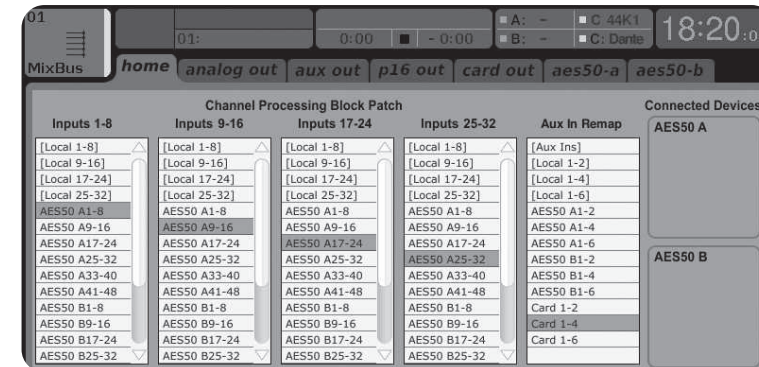 01
A: - C 44K1
01: 0:00 - 0:00 B: - C: Dante 18:20:0
MixBus home analog out aux out p16 out card out aes50-a aes50-b
Channel Processing Block Patch Connected Devices
Inputs 1-8 Inputs 9-16 Inputs 17-24 Inputs 25-32 Aux In Remap AES50 A
[Local 1-8] [Local 1-8] [Local 1-8] [Local 1-8] [Aux Ins]
[Local 9-16] [Local 9-16] [Local 9-16] [Local 9-16] [Local 1-2]
[Local 17-24] [Local 17-24] [Local 17-24] [Local 17-24] [Local 1-4]
[Local 25-32] [Local 25-32] [Local 25-32] [Local 25-32] [Local 1-6]
AES50 A1-8 AES50 A1-8 AES50 A1-8 AES50 A1-8 AES50 A1-2
AES50 A9-16 AES50 A9-16 AES50 A9-16 AES50 A9-16 AES50 A1-4
AES50 A17-24 AES50 A17-24 AES50 A17-24 AES50 A17-24 AES50 A1-6
AES50 A25-32 AES50 A25-32 AES50 A25-32 AES50 A25-32 AES50 B1-2 AES50 B
AES50 A33-40 AES50 A33-40 AES50 A33-40 AES50 A33-40 AES50 B1-4
AES50 A41-48 AES50 A41-48 AES50 A41-48 AES50 A41-48 AES50 B1-6
AES50 B1-8 AES50 B1-8 AES50 B1-8 AES50 B1-8 Card 1-2
AES50 B9-16 AES50 B9-16 AES50 B9-16 AES50 B9-16 Card 1-4
AES50 B17-24 AES50 B17-24 AES50 B17-24 AES50 B17-24 Card 1-6
AES50 B25-32 AES50 B25-32 AES50 B25-32 AES50 B25-32